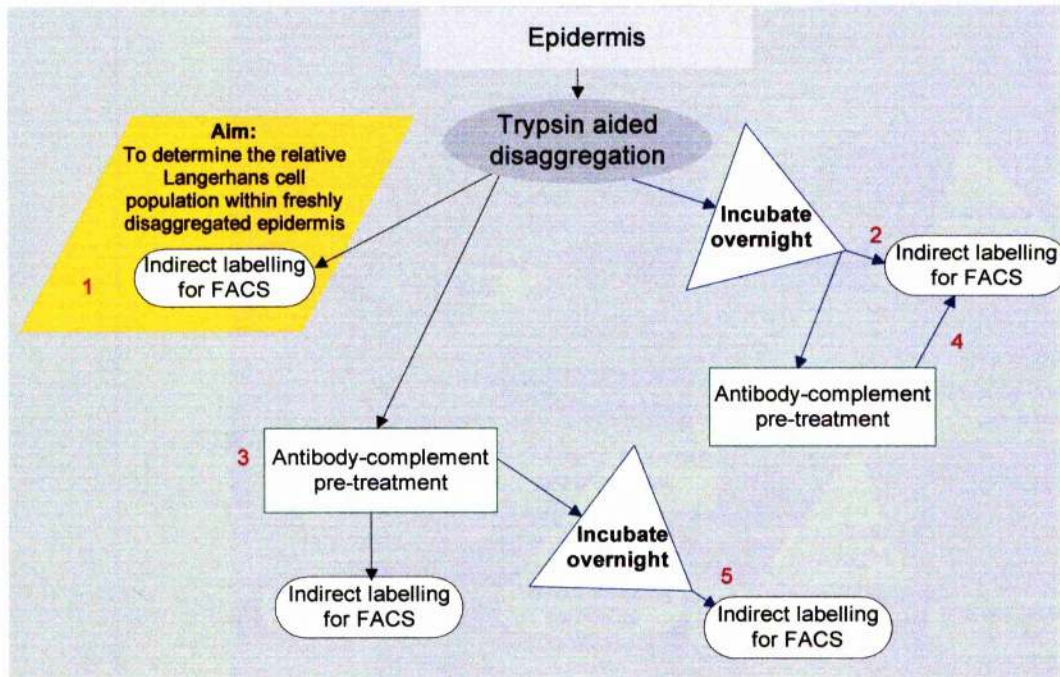 Epidermis
Trypsin aided
disaggregation
Aim:
To determine the relative
Langerhans cell
population within freshly
disaggregated epidermis
1
Indirect labelling
for FACS
Incubate
overnight
2
Indirect labelling
for FACS
4
Antibody-complement
pre-treatment
3
Antibody-complement
pre-treatment
Incubate
overnight
5
Indirect labelling
for FACS
Indirect labelling
for FACS